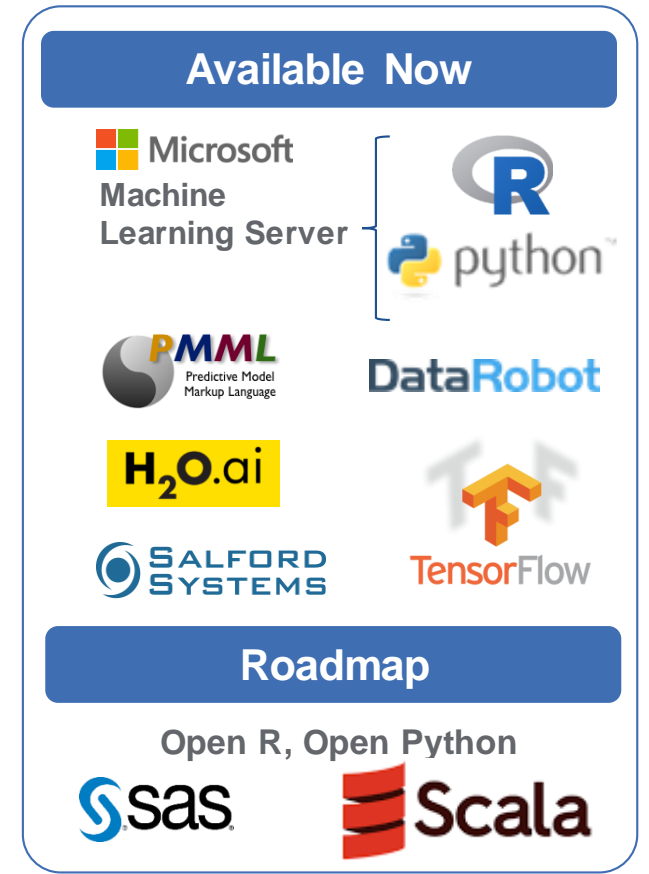 Available Now
Microsoft
Machine
Learning Server
R
python™
PMML
Predictive Model
Markup Language
DataRobot
H₂O.ai
TensorFlow
SALFORD
SYSTEMS
Roadmap
Open R, Open Python
sas
Scala